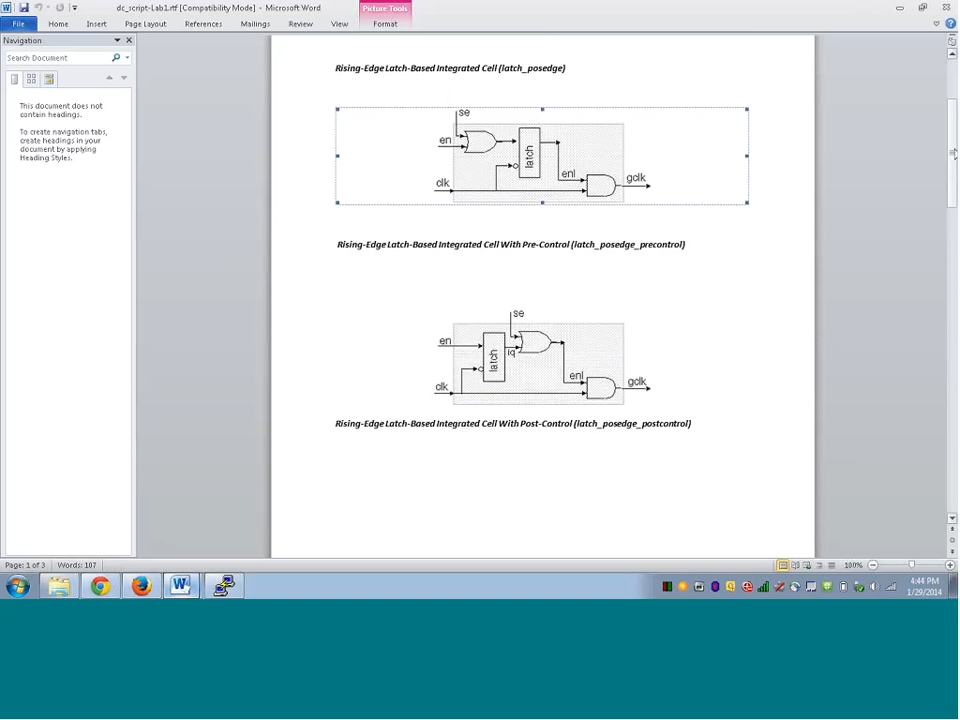 dc_script-Lab1.rtf [Compatibility Mode] - Microsoft Word
Picture Tools
File Home Insert Page Layout References Mailings Review View Format
Navigation
Search Document
This document does not
contain headings.
To create navigation tabs,
create headings in your
document by applying
Heading Styles.
Rising-Edge Latch-Based Integrated Cell (latch_posedge)
se
en
latch
enl
clk
gclk
Rising-Edge Latch-Based Integrated Cell With Pre-Control (latch_posedge_precontrol)
se
en
latch
iq
enl
clk
gclk
Rising-Edge Latch-Based Integrated Cell With Post-Control (latch_posedge_postcontrol)
Page: 1 of 3 Words: 107 100%
4:44 PM
1/29/2014